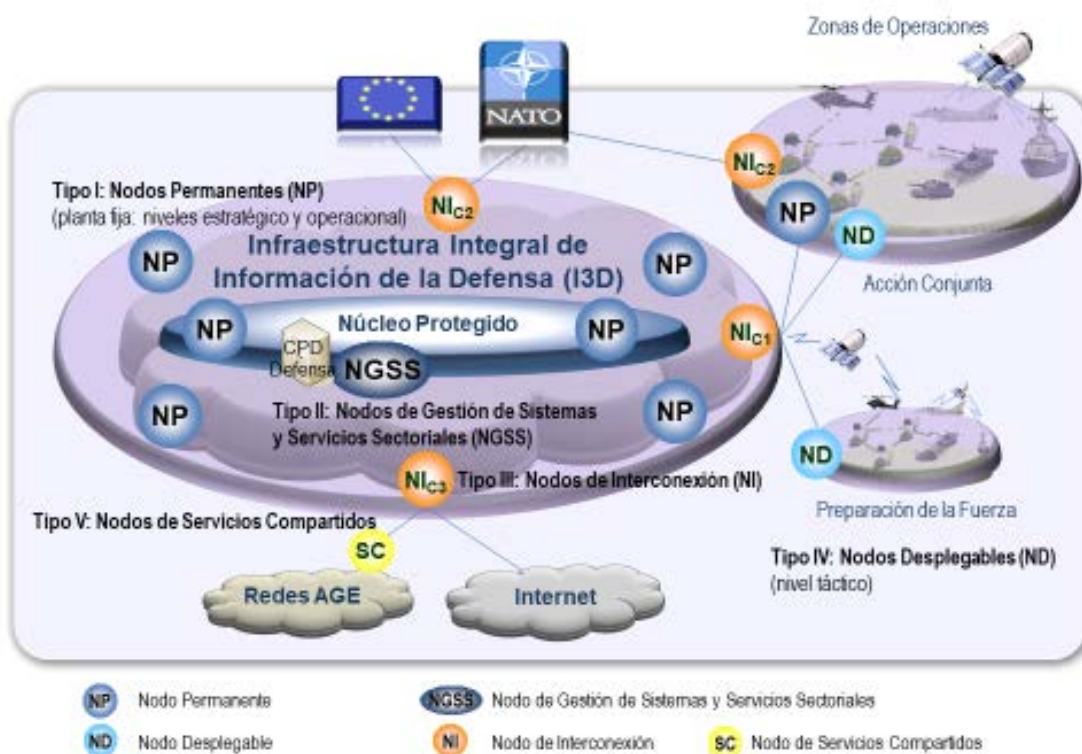 Zonas de Operaciones
NATO
NI C2
NI C2
Tipo I: Nodos Permanentes (NP)
(planta fija: niveles estratégico y operacional)
NP
ND
Acción Conjunta
NP
Infraestructura Integral de
Información de la Defensa (I3D)
NP
NP
Núcleo Protegido
NP
NI C1
CPD
Defensa
NGSS
NP
Tipo II: Nodos de Gestión de Sistemas
y Servicios Sectoriales (NGSS)
NP
ND
NI C3
Tipo III: Nodos de Interconexión (NI)
Preparación de la Fuerza
Tipo V: Nodos de Servicios Compartidos
SC
Tipo IV: Nodos Desplegables (ND)
(nivel táctico)
Redes AGE
Internet
NP Nodo Permanente
NGSS Nodo de Gestión de Sistemas y Servicios Sectoriales
ND Nodo Desplegable
NI Nodo de Interconexión
SC Nodo de Servicios Compartidos